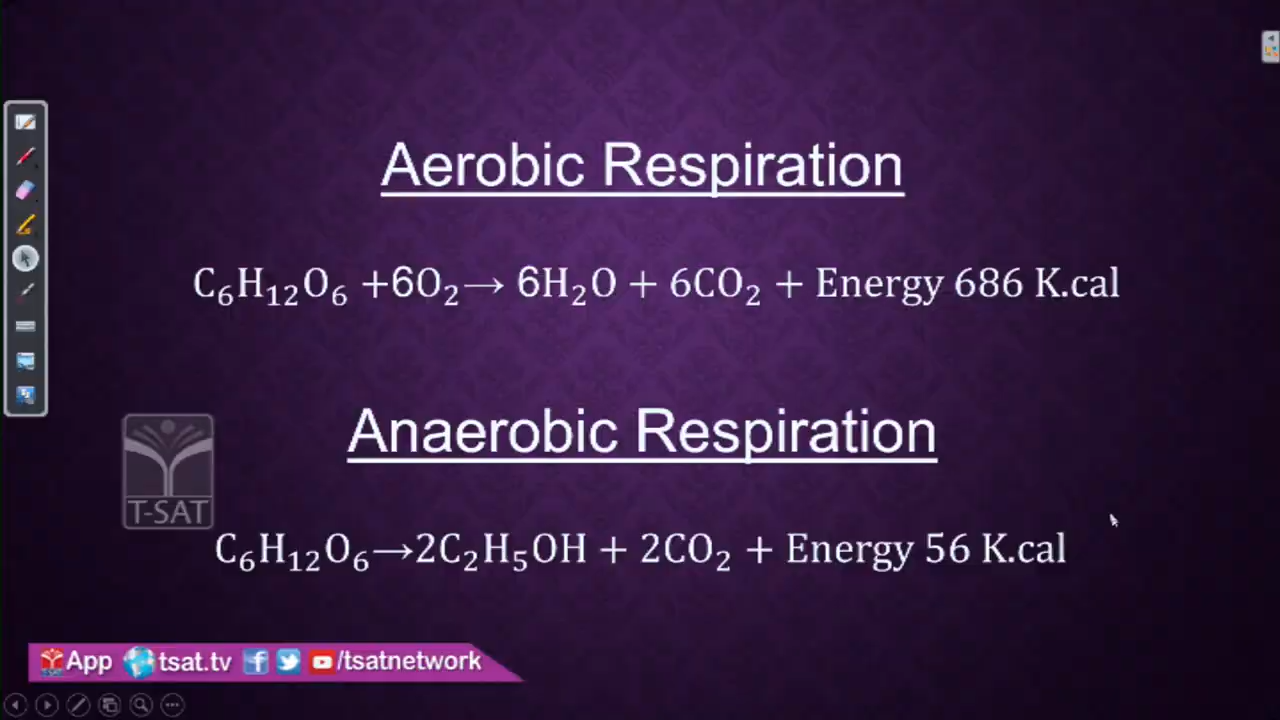 Aerobic Respiration
C₆H₁₂O₆ +6O₂→ 6H₂O + 6CO₂ + Energy 686 K.cal
Anaerobic Respiration
T-SAT
C₆H₁₂O₆→2C₂H₅OH + 2CO₂ + Energy 56 K.cal
App tsat.tv /tsatnetwork